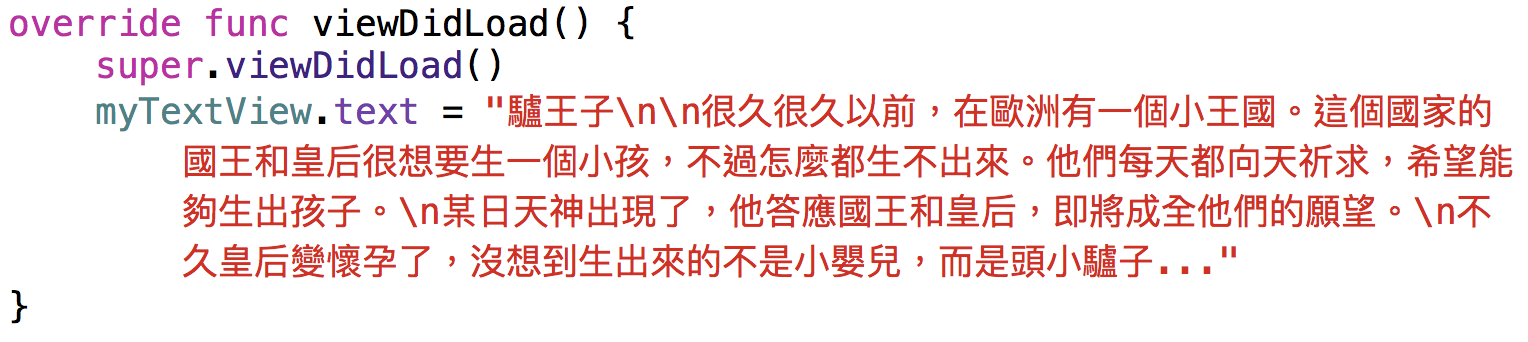 override func viewDidLoad() {
super.viewDidLoad()
myTextView.text = "驢王子\n\n很久很久以前，在歐洲有一個小王國。這個國家的
國王和皇后很想要生一個小孩，不過怎麼都生不出來。他們每天都向天祈求，希望能
夠生出孩子。\n某日天神出現了，他答應國王和皇后，即將成全他們的願望。\n不
久皇后變懷孕了，沒想到生出來的不是小嬰兒，而是頭小驢子..."
}